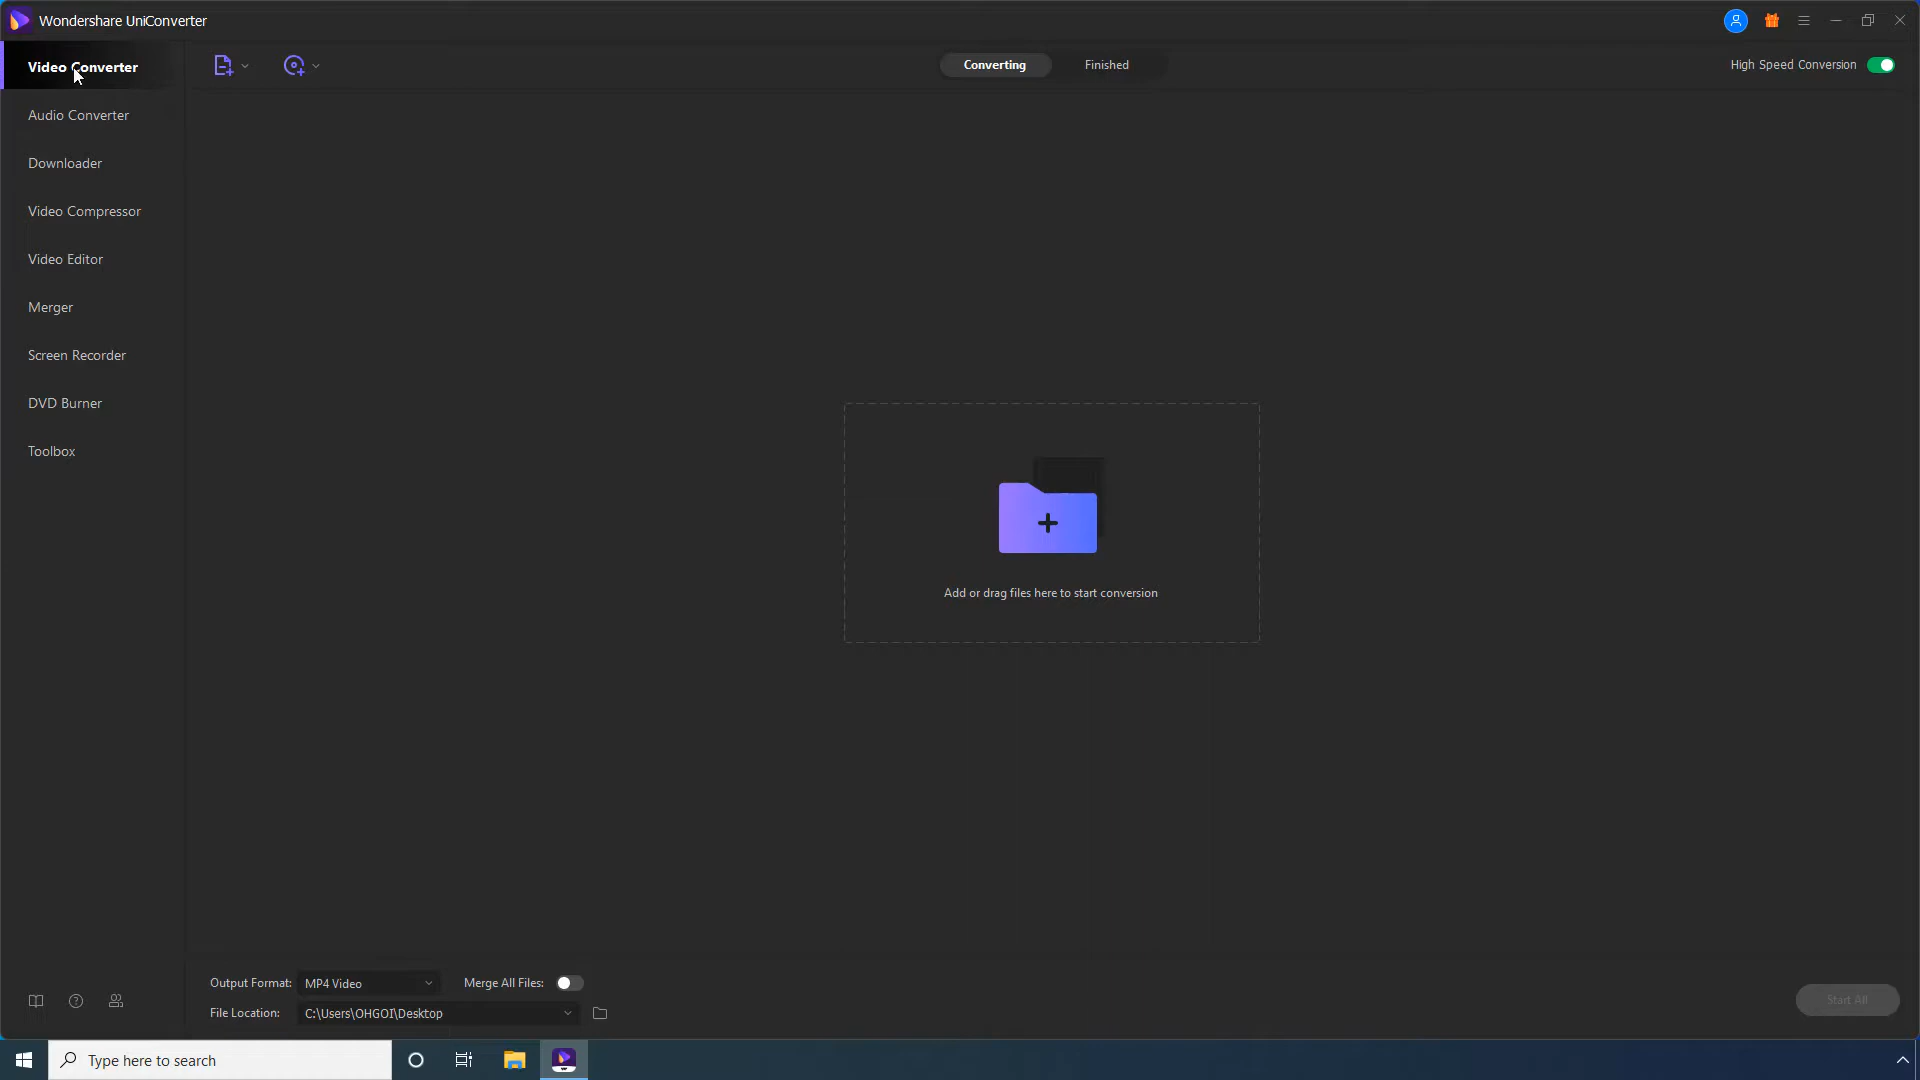 Wondershare UniConverter
Video Converter
Audio Converter
Downloader
Video Compressor
Video Editor
Merger
Screen Recorder
DVD Burner
Toolbox
Converting
Finished
High Speed Conversion
Add or drag files here to start conversion
Output Format:
MP4 Video
Merge All Files:
File Location:
C:\Users\OHGOI\Desktop
Start All
Type here to search